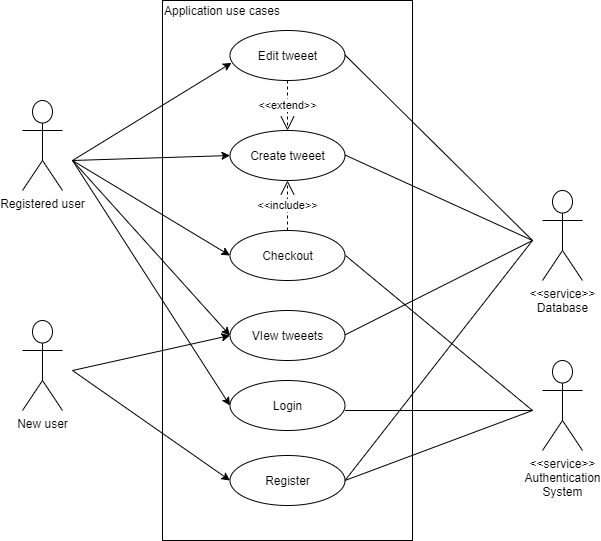 Application use cases
Edit tweeet
<<extend>>
Create tweeet
Registered user
<<include>>
Checkout
<<service>>
Database
VIew tweeets
New user
Login
<<service>>
Authentication
System
Register